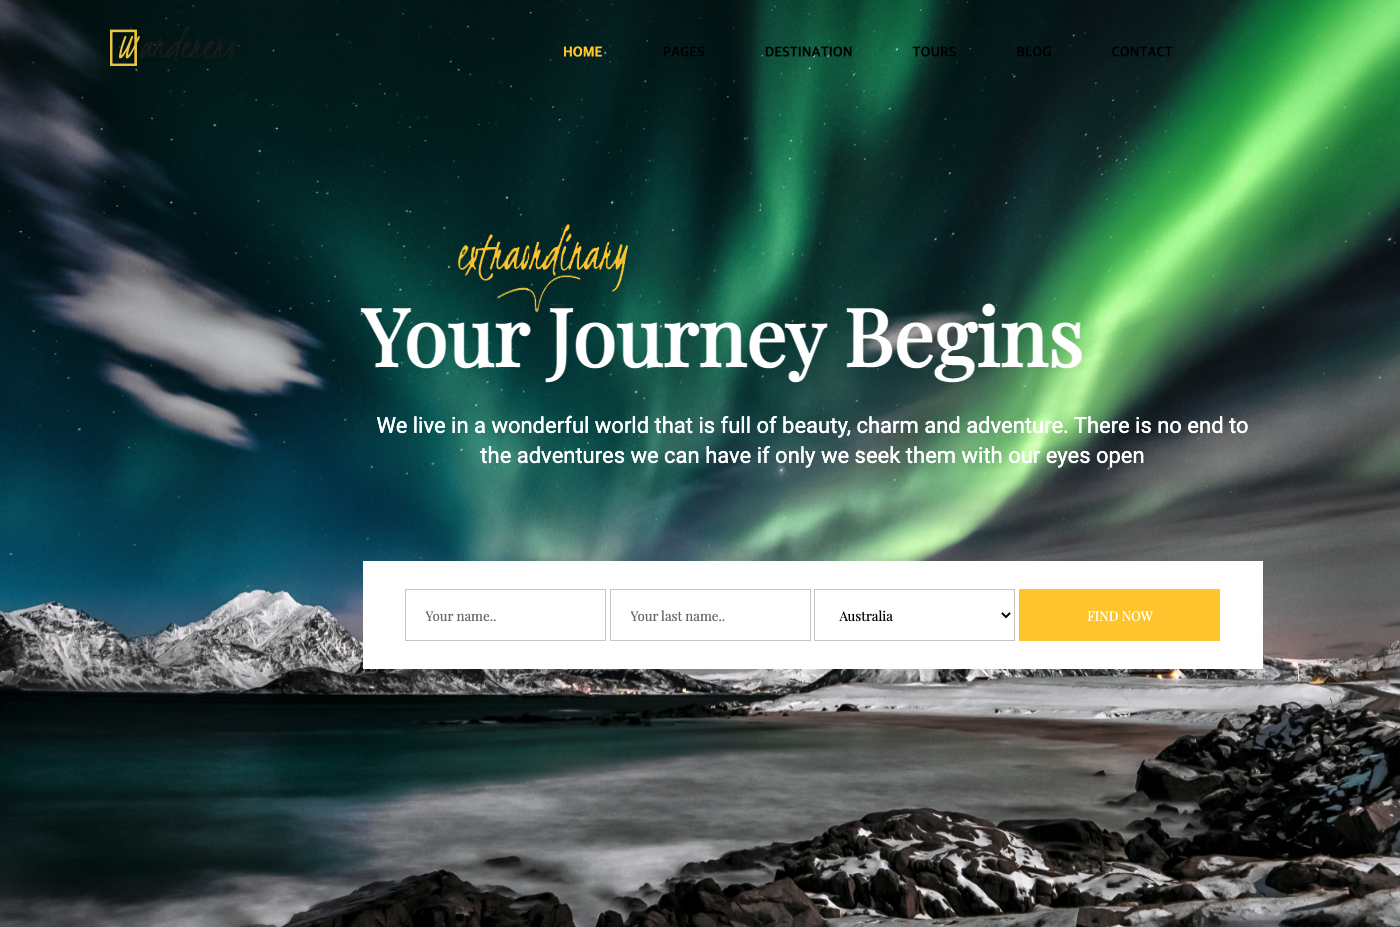 Wanderers
HOME PAGES DESTINATION TOURS BLOG CONTACT
extraordinary
Your Journey Begins
We live in a wonderful world that is full of beauty, charm and adventure. There is no end to
the adventures we can have if only we seek them with our eyes open
Your name.. Your last name.. Australia FIND NOW